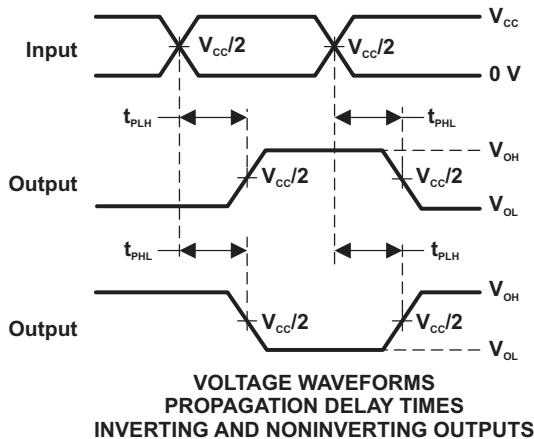 V_CC
Input
V_CC/2
V_CC/2
0 V
t_PLH
t_PHL
V_OH
Output
V_CC/2
V_CC/2
V_OL
t_PHL
t_PLH
V_OH
Output
V_CC/2
V_CC/2
V_OL
VOLTAGE WAVEFORMS
PROPAGATION DELAY TIMES
INVERTING AND NONINVERTING OUTPUTS